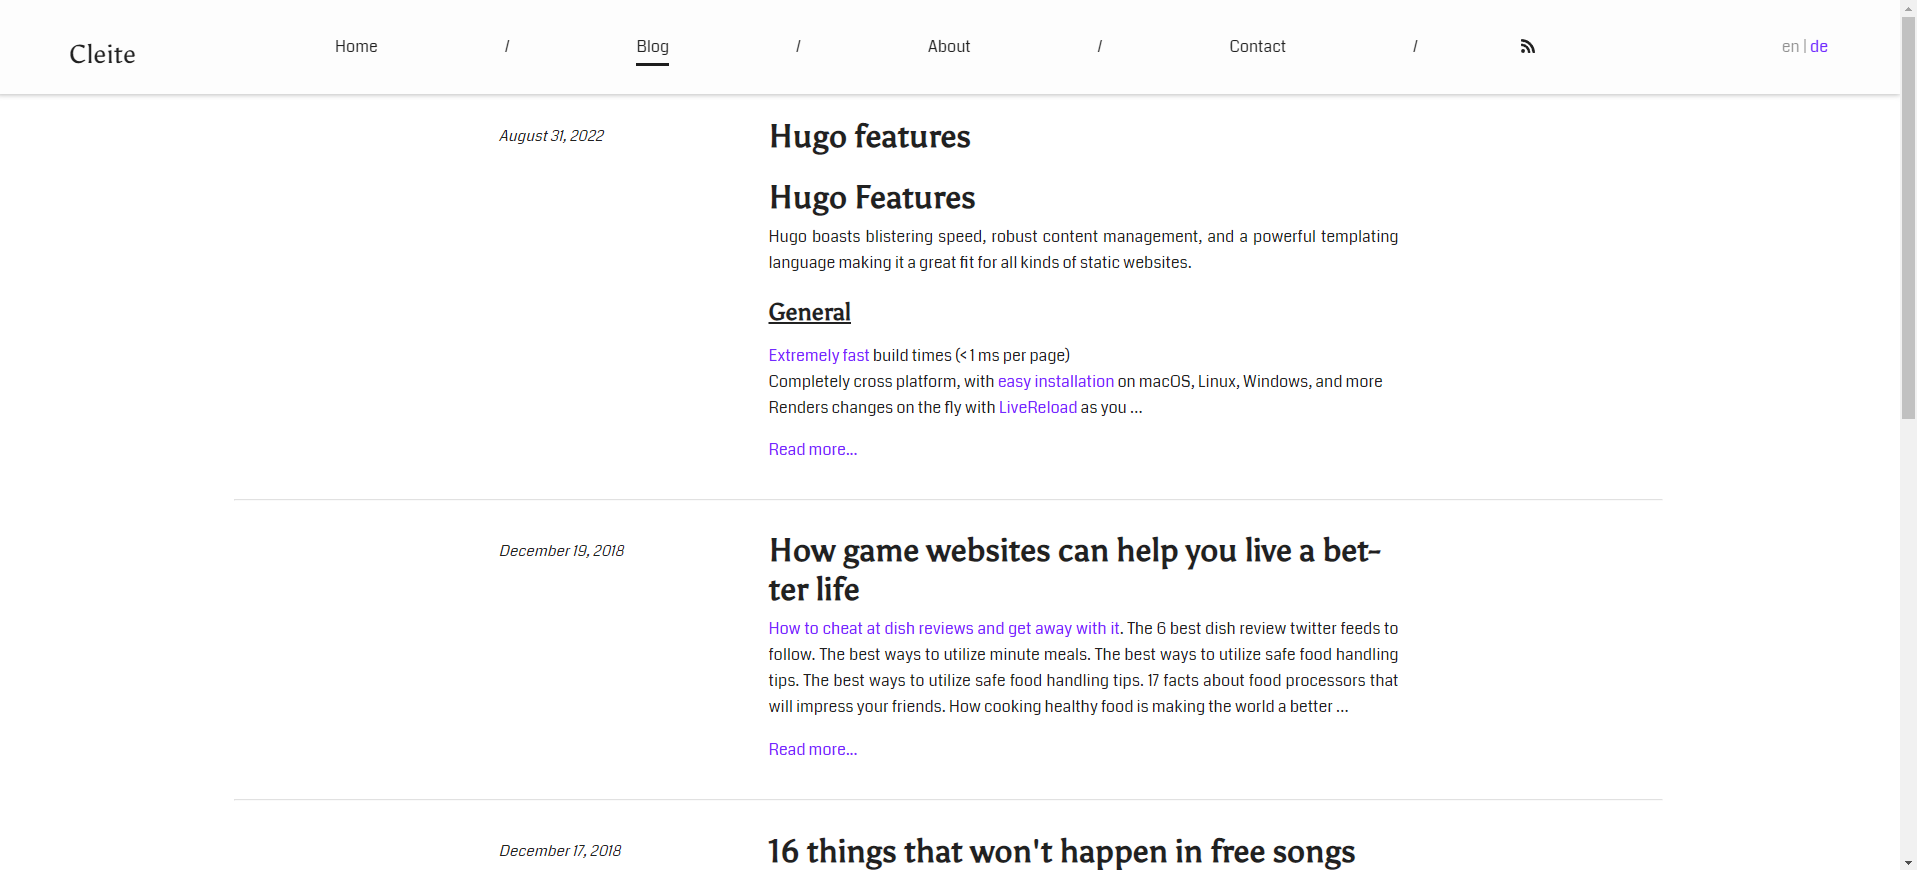 Cleite
Home / Blog / About / Contact / en | de
August 31, 2022
Hugo features
Hugo Features
Hugo boasts blistering speed, robust content management, and a powerful templating
language making it a great fit for all kinds of static websites.
General
Extremely fast build times (< 1 ms per page)
Completely cross platform, with easy installation on macOS, Linux, Windows, and more
Renders changes on the fly with LiveReload as you ...
Read more...
December 19, 2018
How game websites can help you live a bet-
ter life
How to cheat at dish reviews and get away with it. The 6 best dish review twitter feeds to
follow. The best ways to utilize minute meals. The best ways to utilize safe food handling
tips. The best ways to utilize safe food handling tips. 17 facts about food processors that
will impress your friends. How cooking healthy food is making the world a better ...
Read more...
December 17, 2018
16 things that won't happen in free songs